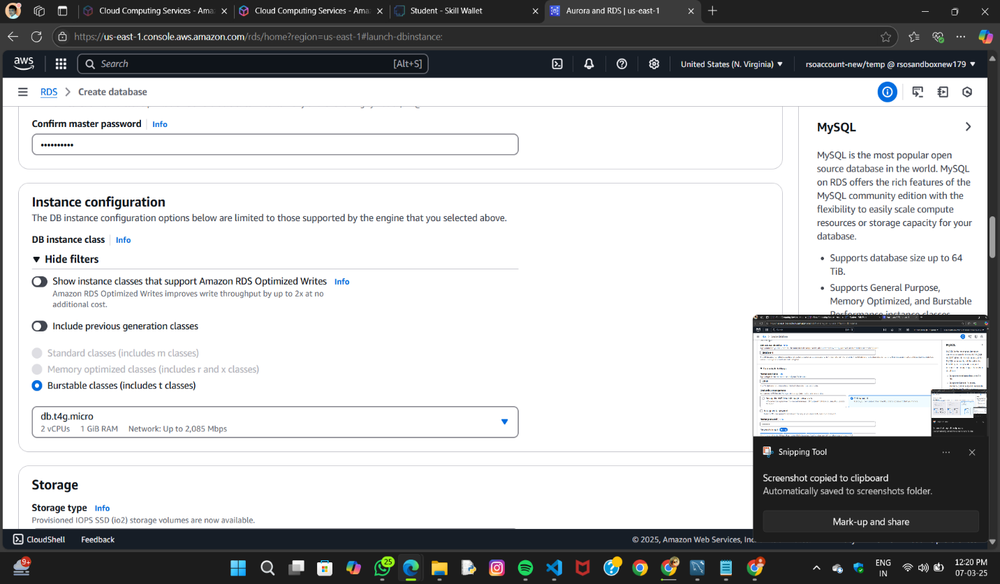 Cloud Computing Services - Ama
Cloud Computing Services - Ama
Student - Skill Wallet
Aurora and RDS | us-east-1
https://us-east-1.console.aws.amazon.com/rds/home?region=us-east-1#launch-dbinstance:
aws
Search
[Alt+S]
United States (N. Virginia)
rsoaccount-new/temp @ rsosandboxnew179
RDS
Create database
Confirm master password
Info
Instance configuration
The DB instance configuration options below are limited to those supported by the engine that you selected above.
DB instance class
Info
Hide filters
Show instance classes that support Amazon RDS Optimized Writes Info
Amazon RDS Optimized Writes improves write throughput by up to 2x at no
additional cost.
Include previous generation classes
Standard classes (includes m classes)
Memory optimized classes (includes r and x classes)
Burstable classes (includes t classes)
db.t4g.micro
2 vCPUs 1 GiB RAM Network: Up to 2,085 Mbps
Storage
Storage type
Info
Provisioned IOPS SSD (io2) storage volumes are now available.
MySQL
MySQL is the most popular open
source database in the world. MySQL
on RDS offers the rich features of the
MySQL community edition with the
flexibility to easily scale compute
resources or storage capacity for your
database.
• Supports database size up to 64
TiB.
• Supports General Purpose,
Memory Optimized, and Burstable
Performance instance classes.
Snipping Tool
Screenshot copied to clipboard
Automatically saved to screenshots folder.
Mark-up and share
CloudShell
Feedback
© 2025, Amazon Web Services, Inc
9+
25
ENG
IN
12:20 PM
07-03-25